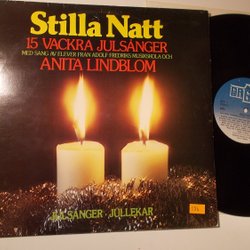 Stilla Natt
15 VACKRA JULSÅNGER
MED SÅNG AV ELEVER FRÅN ADOLF FREDRIKS MUSIKSKOLA OCH
ANITA LINDBLOM
JULSÅNGER - JULLEKAR